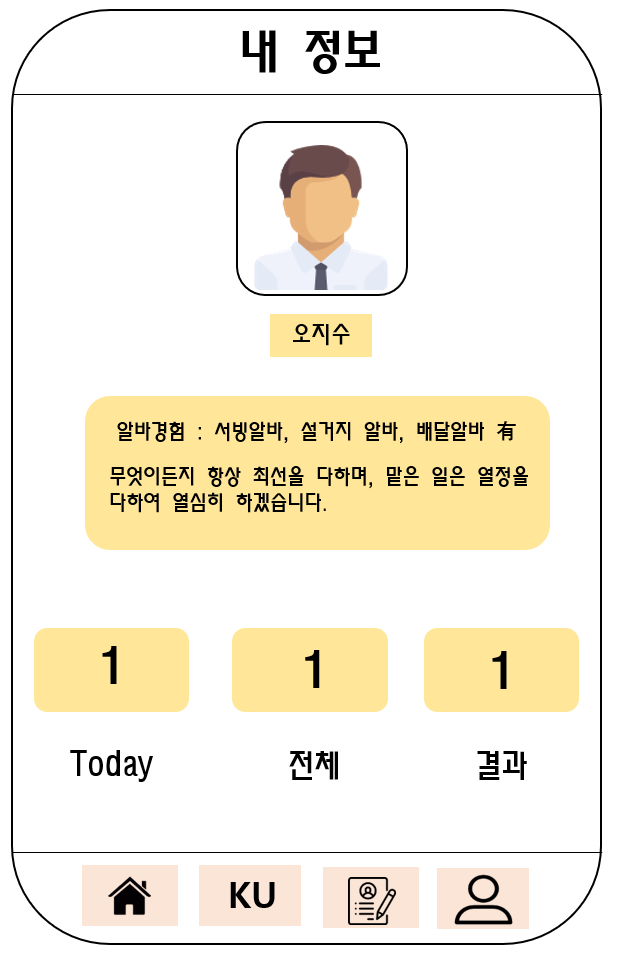 내 정보
오지수
알바경험 : 서빙알바, 설거지 알바, 배달알바 有
무엇이든지 항상 최선을 다하며, 맡은 일은 열정을
다하여 열심히 하겠습니다.
1 1 1
Today 전체 결과
KU